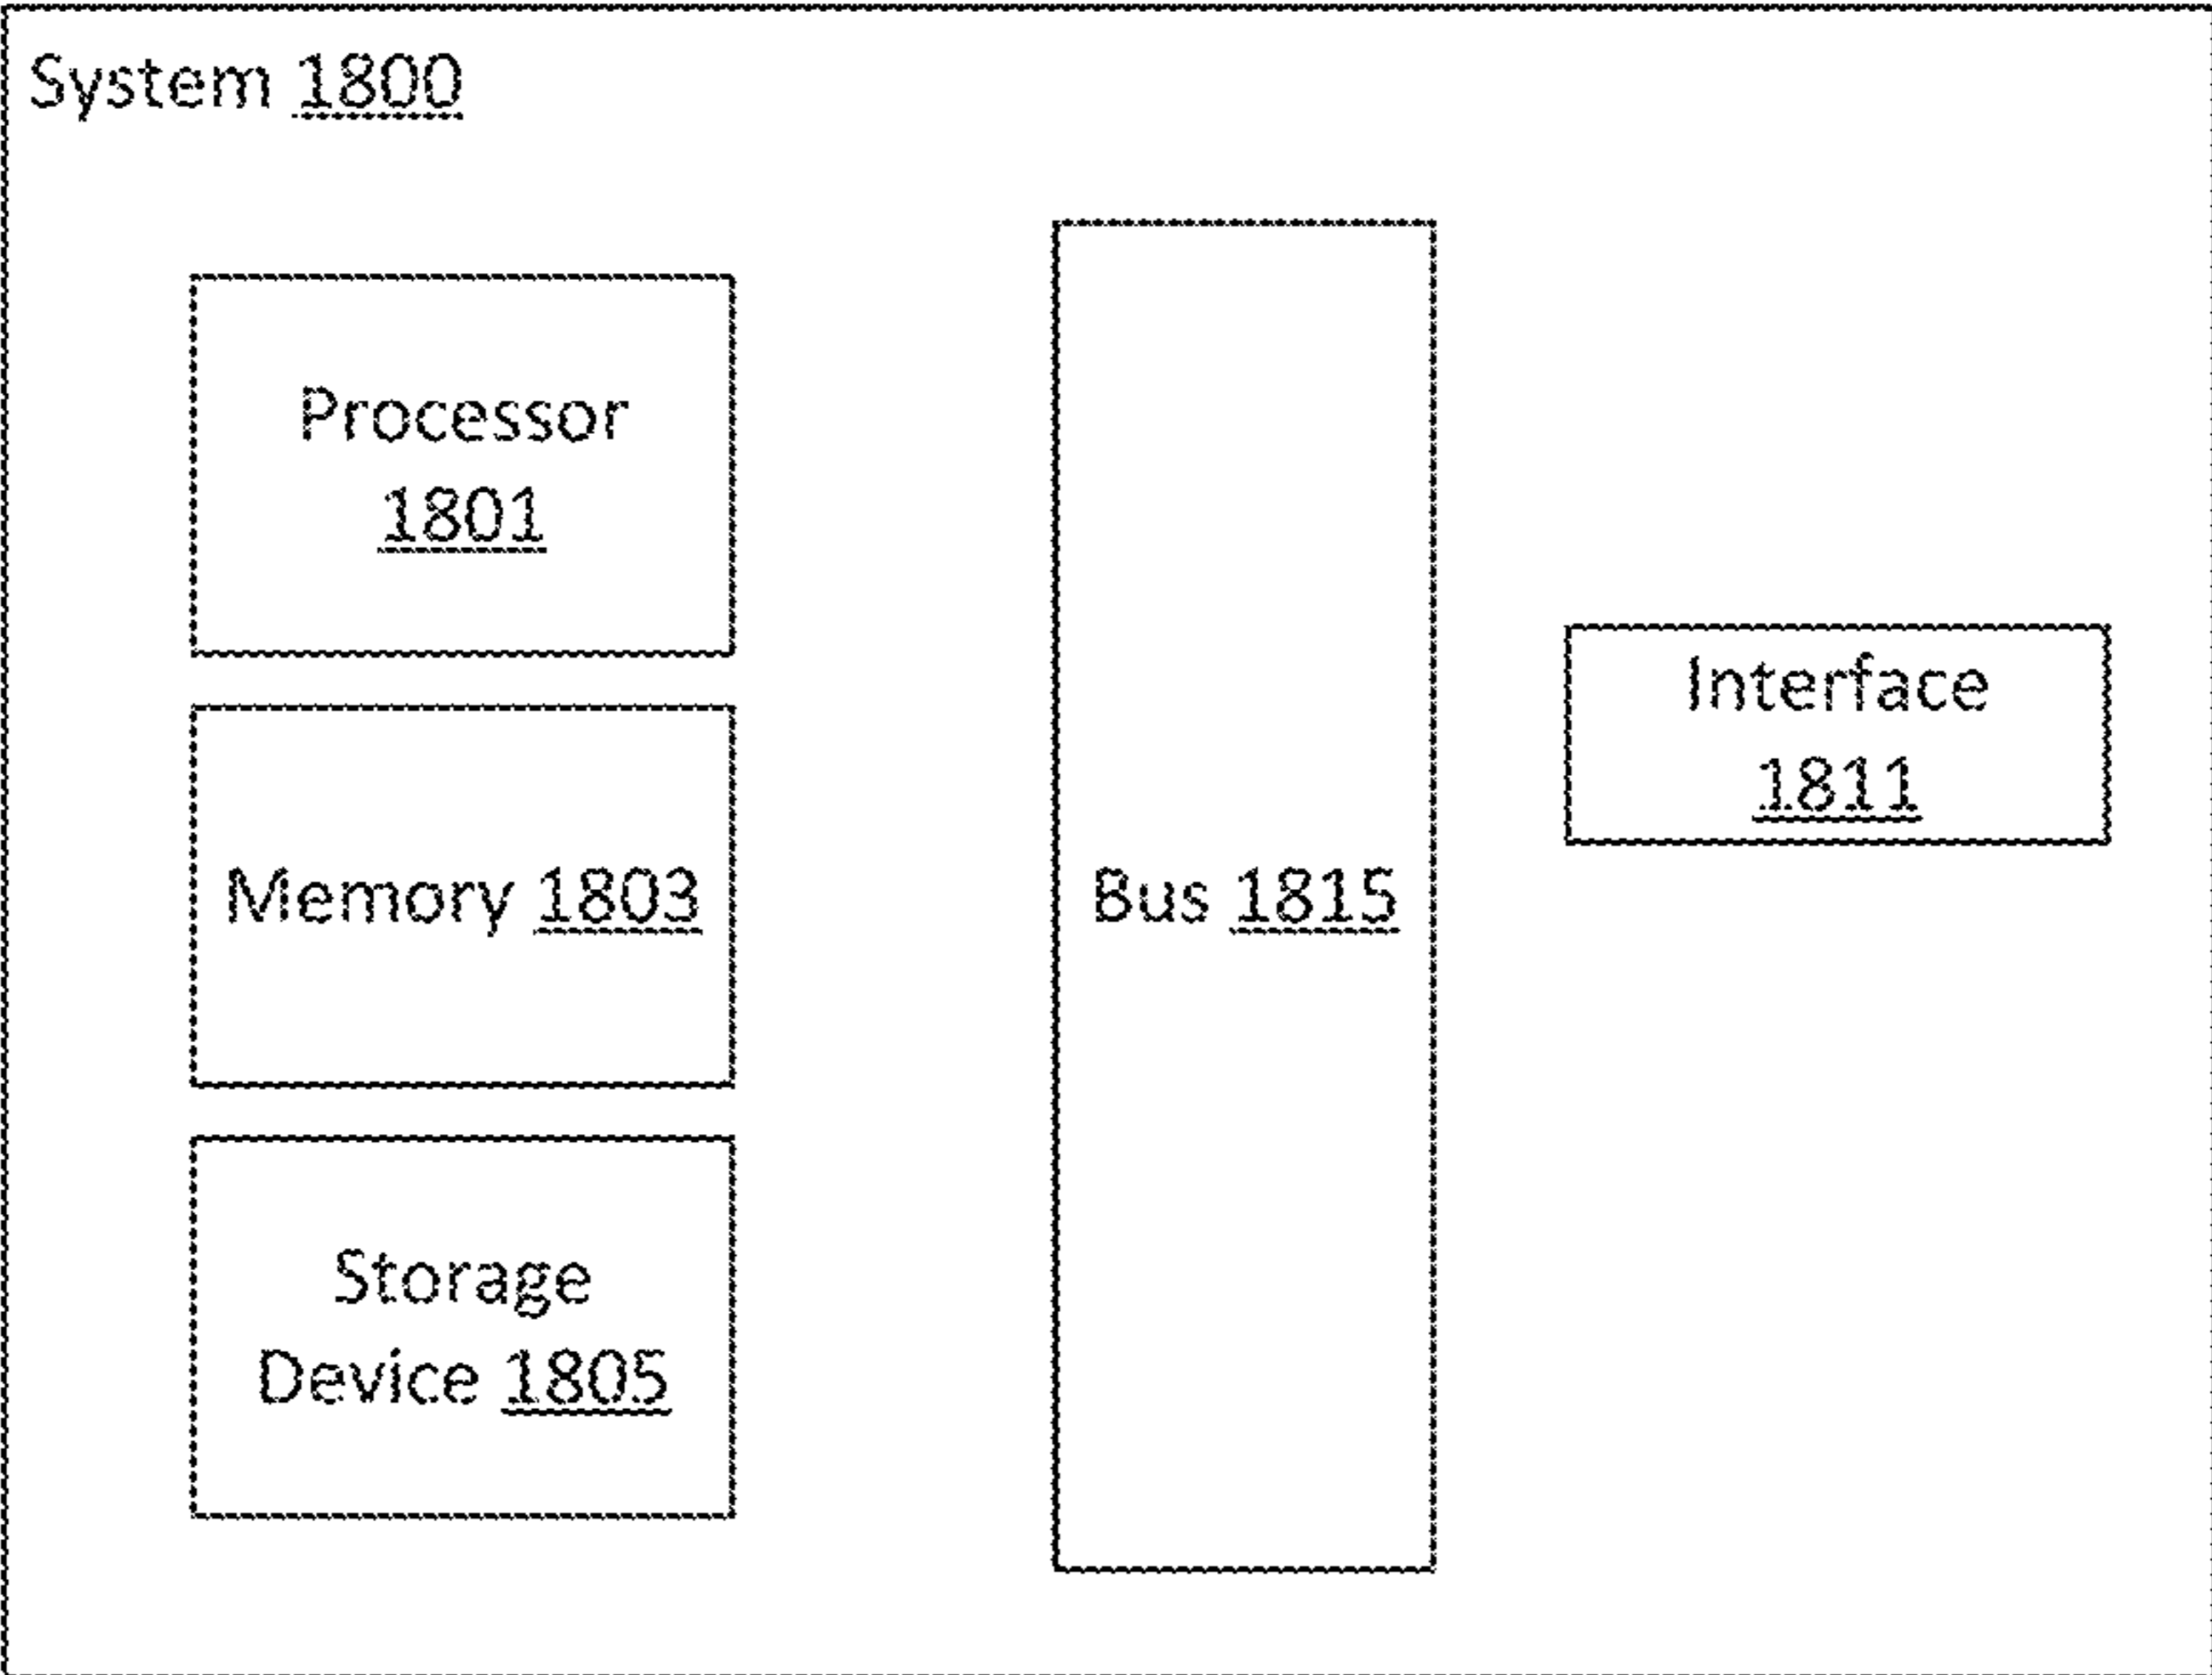 System 1800
Processor
1801
Memory 1803
Storage
Device 1805
Bus 1815
Interface
1811